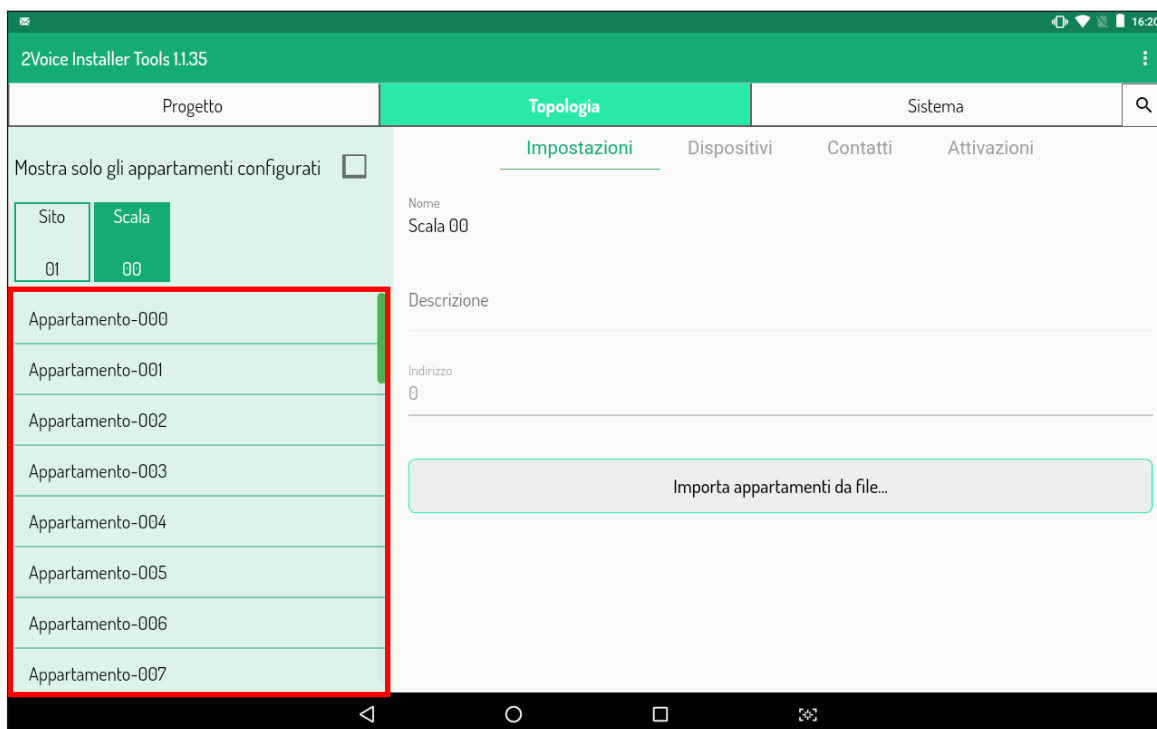 16:20
2Voice Installer Tools 1.1.35
Progetto
Topologia
Sistema
Mostra solo gli appartamenti configurati
Impostazioni
Dispositivi
Contatti
Attivazioni
Sito
01
Scala
00
Nome
Scala 00
Descrizione
Indirizzo
0
Importa appartamenti da file...
Appartamento-000
Appartamento-001
Appartamento-002
Appartamento-003
Appartamento-004
Appartamento-005
Appartamento-006
Appartamento-007